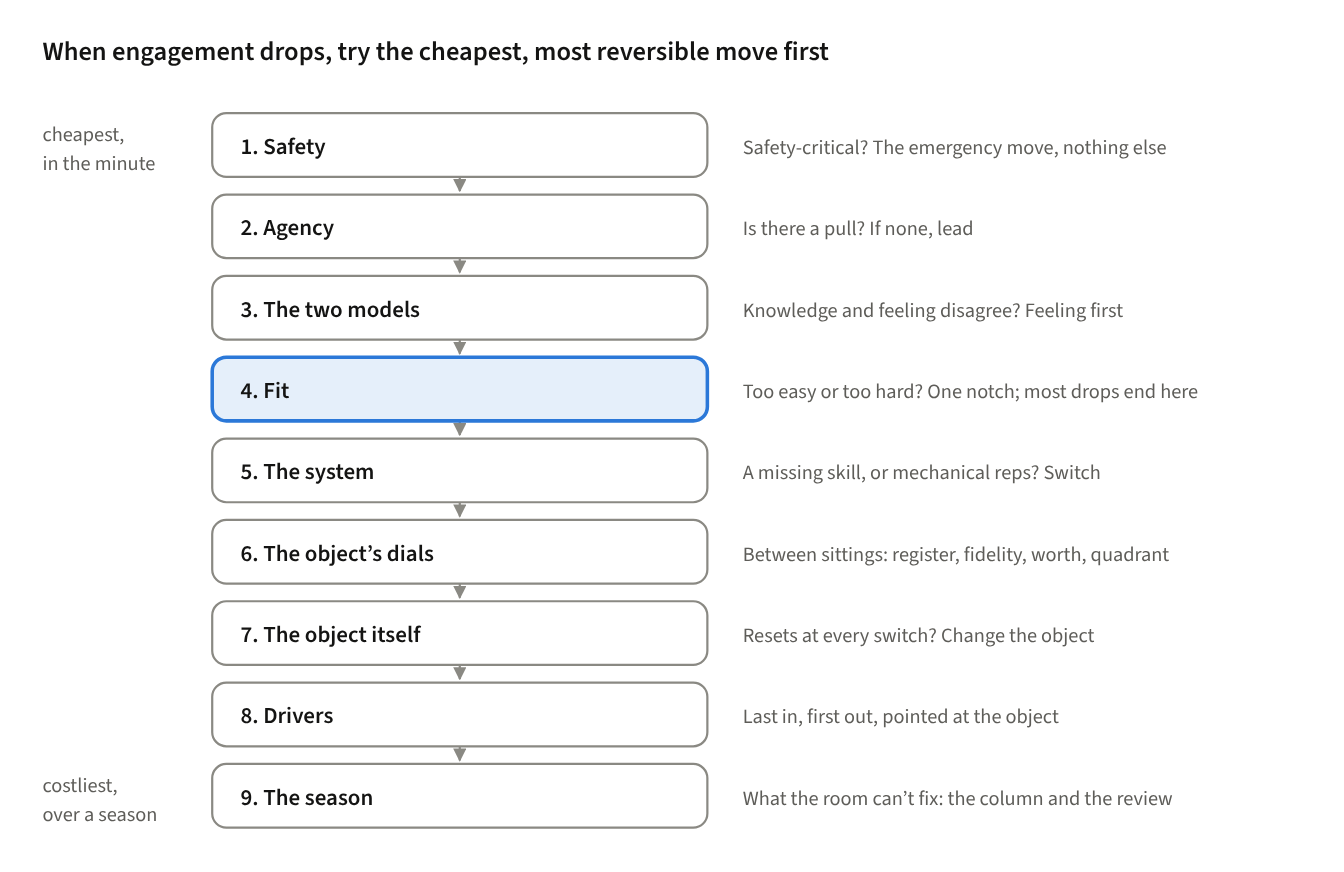 When engagement drops, try the cheapest, most reversible move first
cheapest,
in the minute
1. Safety
Safety-critical? The emergency move, nothing else
2. Agency
Is there a pull? If none, lead
3. The two models
Knowledge and feeling disagree? Feeling first
4. Fit
Too easy or too hard? One notch; most drops end here
5. The system
A missing skill, or mechanical reps? Switch
6. The object’s dials
Between sittings: register, fidelity, worth, quadrant
7. The object itself
Resets at every switch? Change the object
8. Drivers
Last in, first out, pointed at the object
costliest,
over a season
9. The season
What the room can’t fix: the column and the review